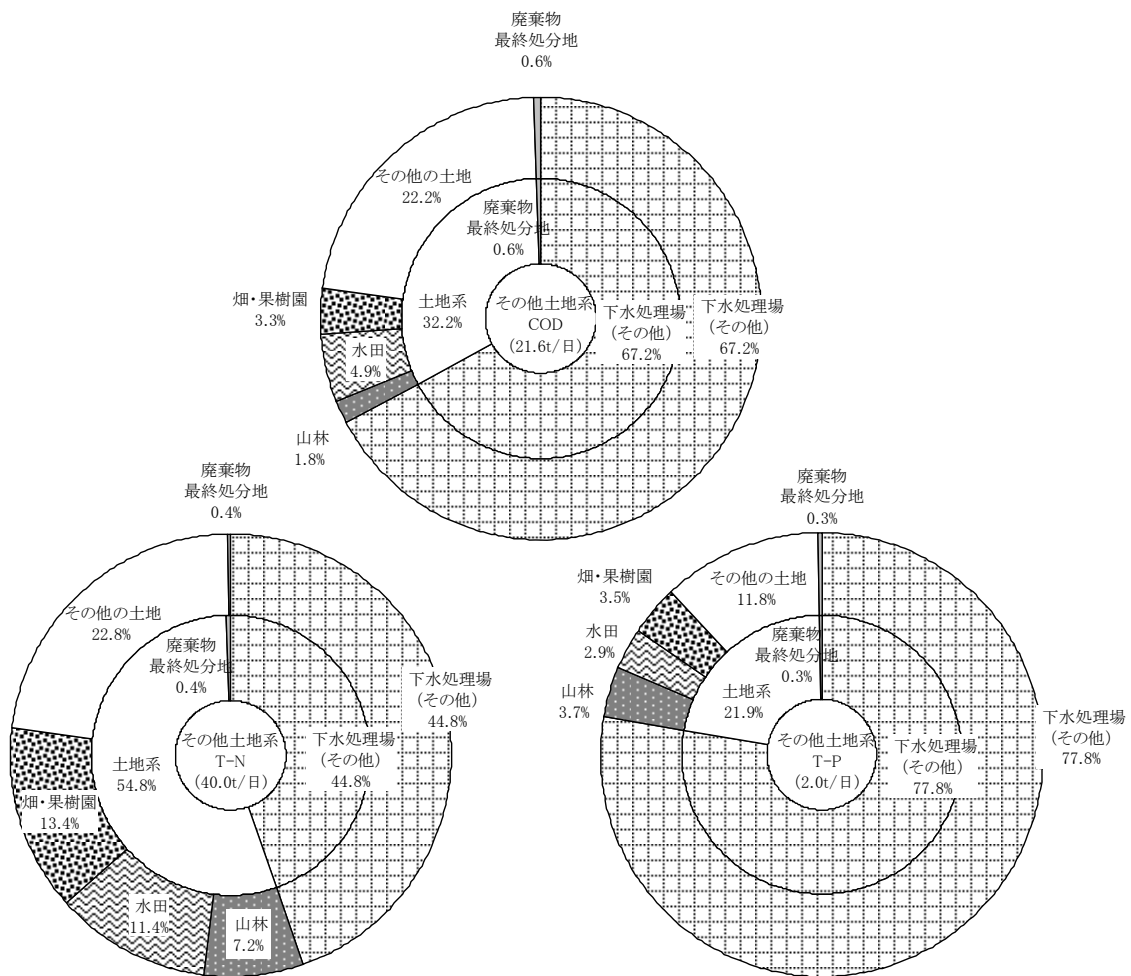 廃棄物
最終処分地
0.6%
その他の土地
22.2%
廃棄物
最終処分地
0.6%
畑・果樹園
3.3%
土地系
32.2%
その他土地系
COD
(21.6t/日)
下水処理場
(その他)
67.2%
下水処理場
(その他)
67.2%
水田
4.9%
山林
1.8%
廃棄物
最終処分地
0.4%
その他の土地
22.8%
廃棄物
最終処分地
0.4%
下水処理場
(その他)
44.8%
土地系
54.8%
その他土地系
T-N
(40.0t/日)
下水処理場
(その他)
44.8%
畑・果樹園
13.4%
水田
11.4%
山林
7.2%
廃棄物
最終処分地
0.3%
畑・果樹園
3.5%
その他の土地
11.8%
水田
2.9%
廃棄物
最終処分地
0.3%
山林
3.7%
土地系
21.9%
その他土地系
T-P
(2.0t/日)
下水処理場
(その他)
77.8%
下水処理場
(その他)
77.8%